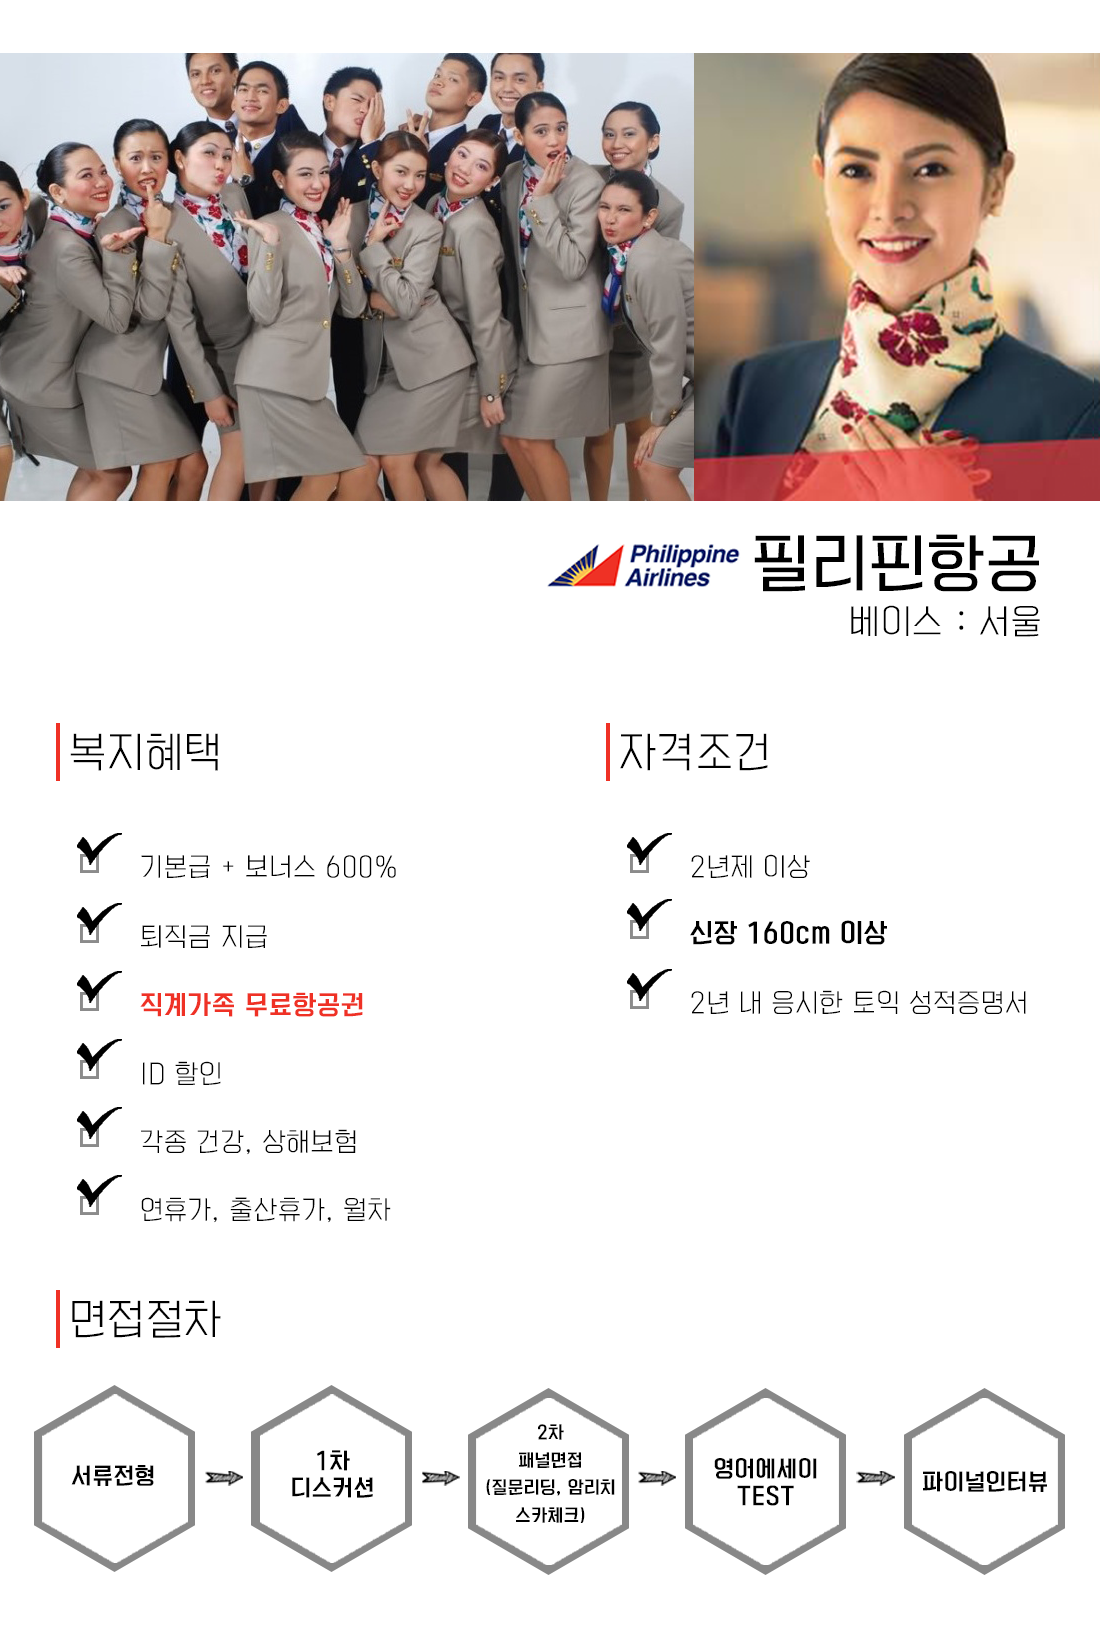 Philippine
Airlines
필리핀항공
베이스 : 서울
복지혜택
기본급 + 보너스 600%
퇴직금 지급
직계가족 무료항공권
ID 할인
각종 건강, 상해보험
연휴가, 출산휴가, 월차
자격조건
2년제 이상
신장 160cm 이상
2년 내 응시한 토익 성적증명서
면접절차
서류전형
1차
디스커션
2차
패널면접
(질문리딩, 암리치
스카체크)
영어에세이
TEST
파이널인터뷰